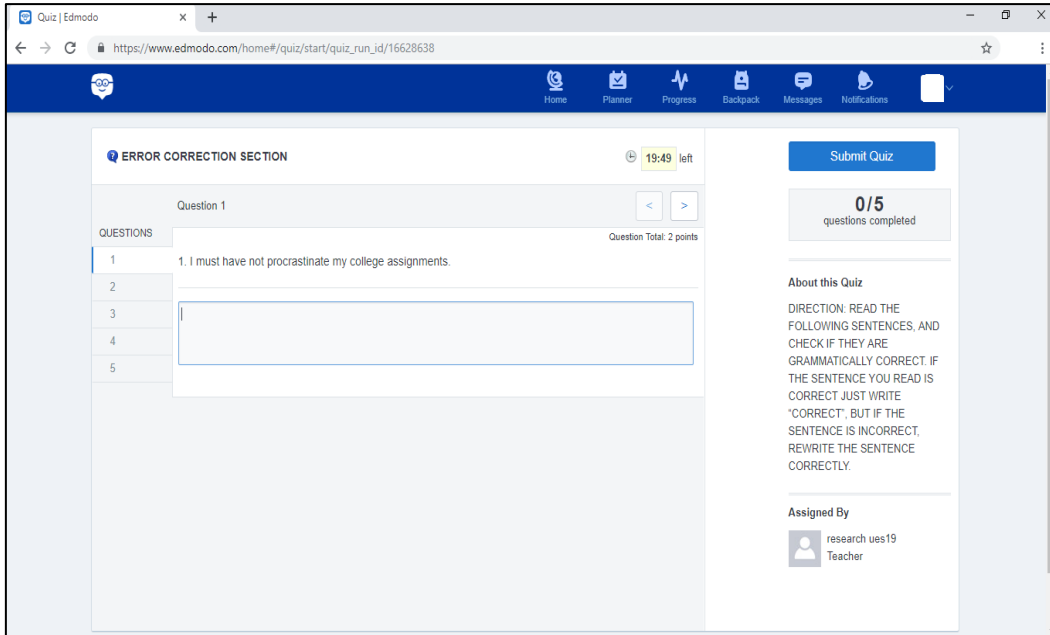 Quiz | Edmodo
https://www.edmodo.com/home#/quiz/start/quiz_run_id/16628638
Home Planner Progress Backpack Messages Notifications
ERROR CORRECTION SECTION
19:49 left
Question 1
< >
QUESTIONS
Question Total: 2 points
1
1. I must have not procrastinate my college assignments.
2
3
4
5
Submit Quiz
0/5
questions completed
About this Quiz
DIRECTION: READ THE
FOLLOWING SENTENCES, AND
CHECK IF THEY ARE
GRAMMATICALLY CORRECT. IF
THE SENTENCE YOU READ IS
CORRECT JUST WRITE
“CORRECT”, BUT IF THE
SENTENCE IS INCORRECT,
REWRITE THE SENTENCE
CORRECTLY.
Assigned By
research ues19
Teacher